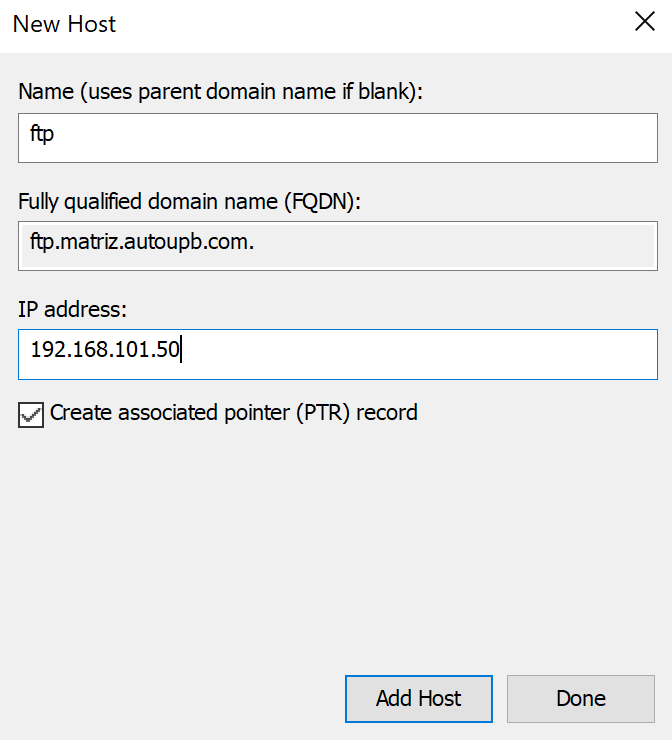 New Host
Name (uses parent domain name if blank):
ftp
Fully qualified domain name (FQDN):
ftp.matriz.autoupb.com.
IP address:
192.168.101.50
Create associated pointer (PTR) record
Add Host
Done